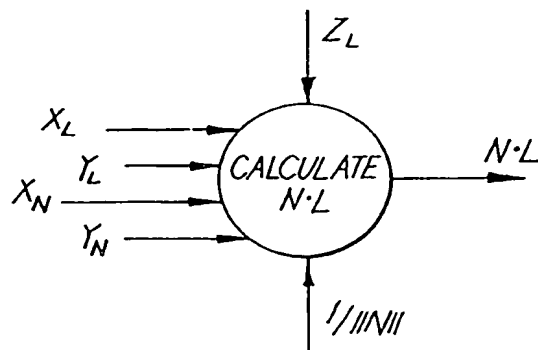 Z_L
X_L
Y_L
X_N
Y_N
CALCULATE
N·L
N·L
1/||N||